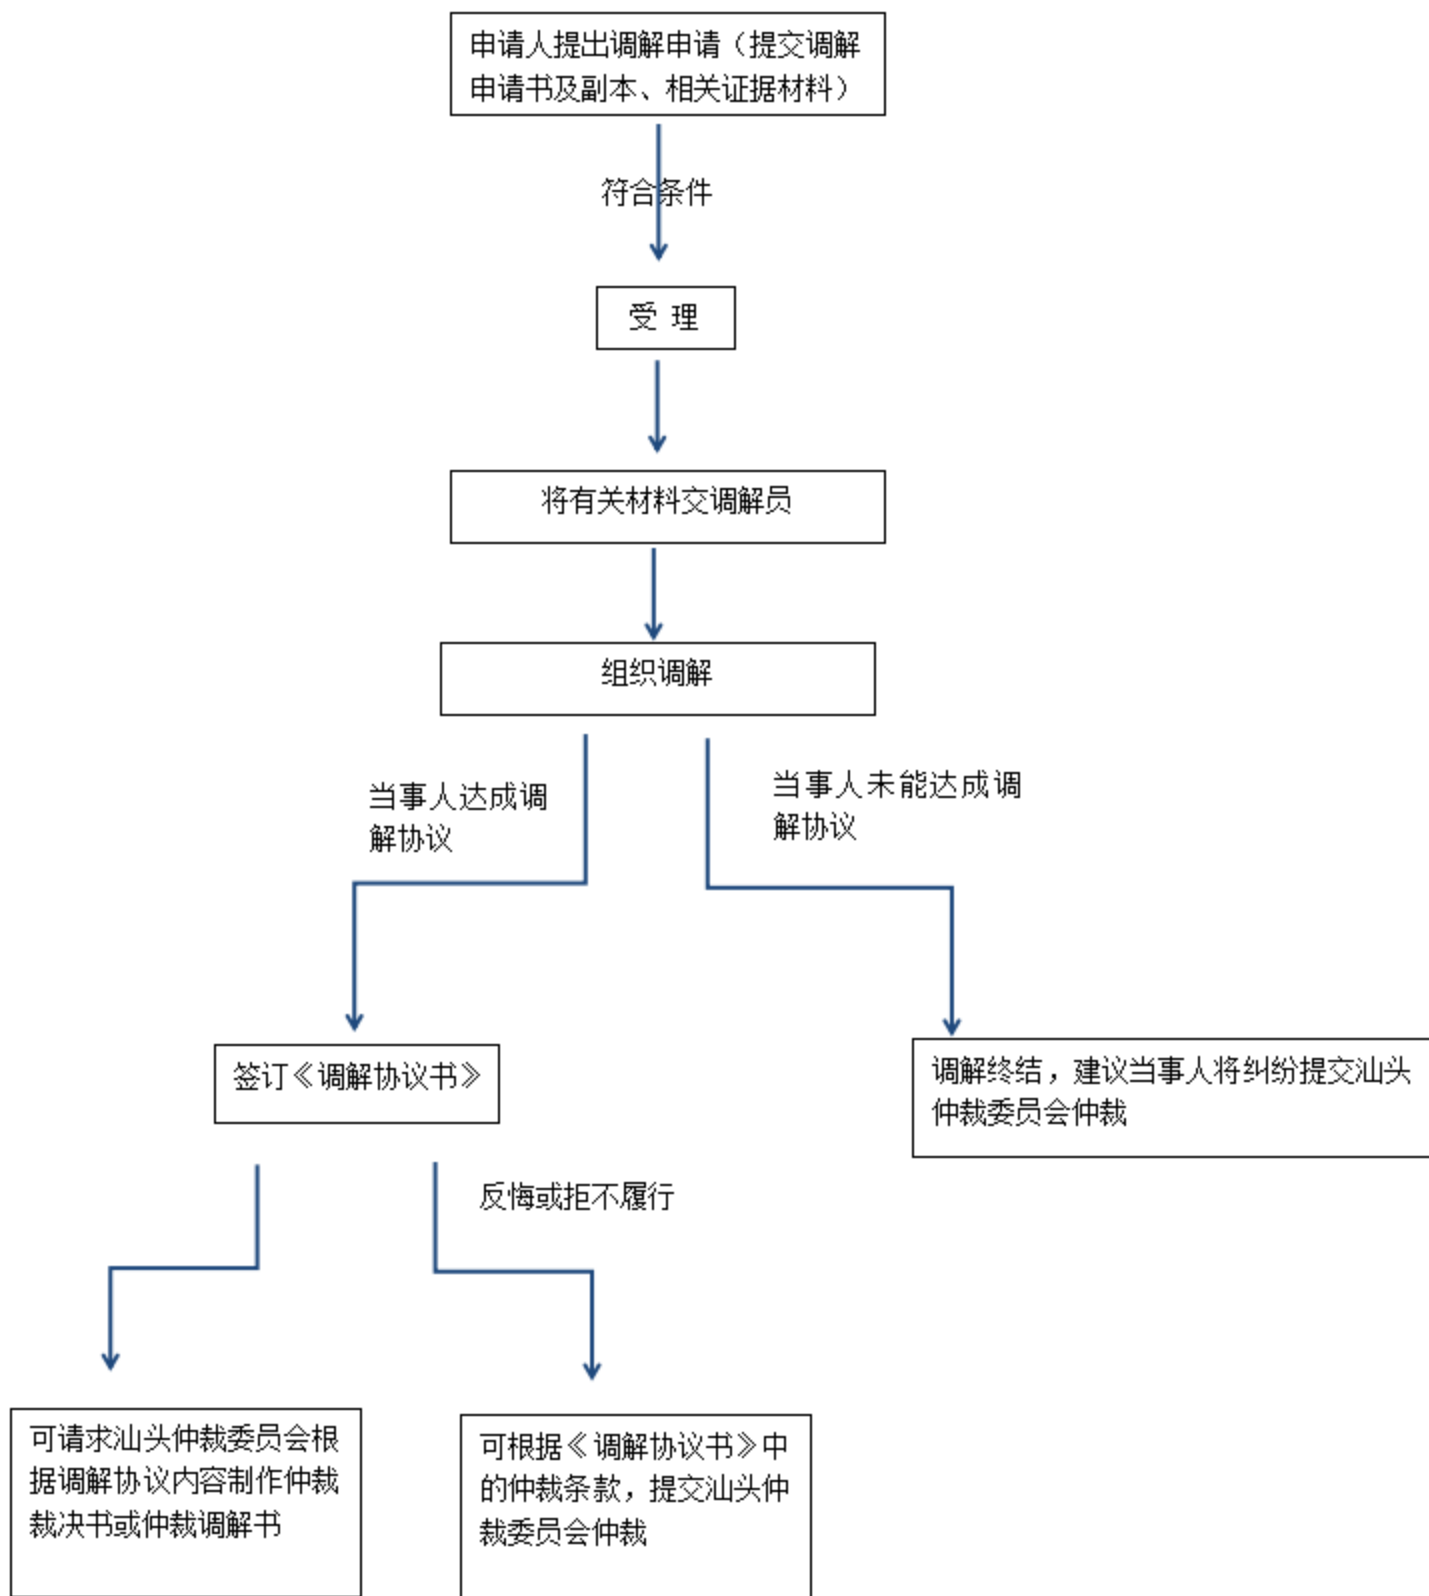 申请人提出调解申请（提交调解
申请书及副本、相关证据材料）
符合条件
受 理
将有关材料交调解员
组织调解
当事人达成调
解协议
当事人未能达成调
解协议
签订《调解协议书》
调解终结，建议当事人将纠纷提交汕头
仲裁委员会仲裁
反悔或拒不履行
可请求汕头仲裁委员会根
据调解协议内容制作仲裁
裁决书或仲裁调解书
可根据《调解协议书》中
的仲裁条款，提交汕头仲
裁委员会仲裁